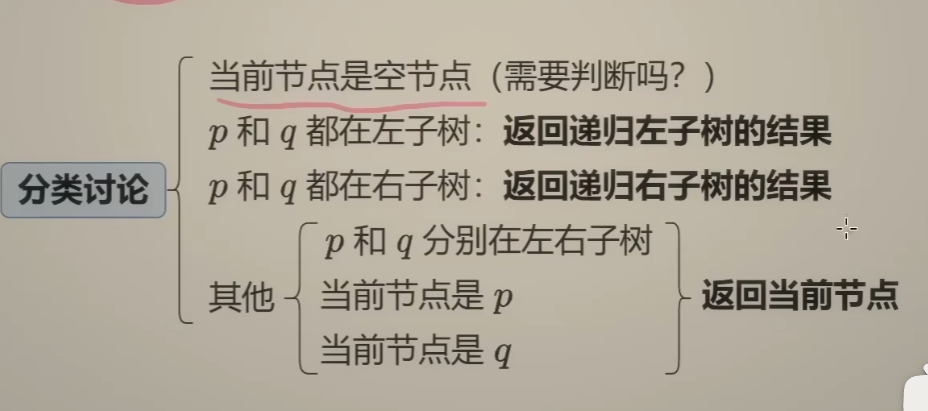 当前节点是空节点（需要判断吗？）
p 和 q 都在左子树：返回递归左子树的结果
分类讨论
p 和 q 都在右子树：返回递归右子树的结果
p 和 q 分别在左右子树
其他
当前节点是 p
返回当前节点
当前节点是 q